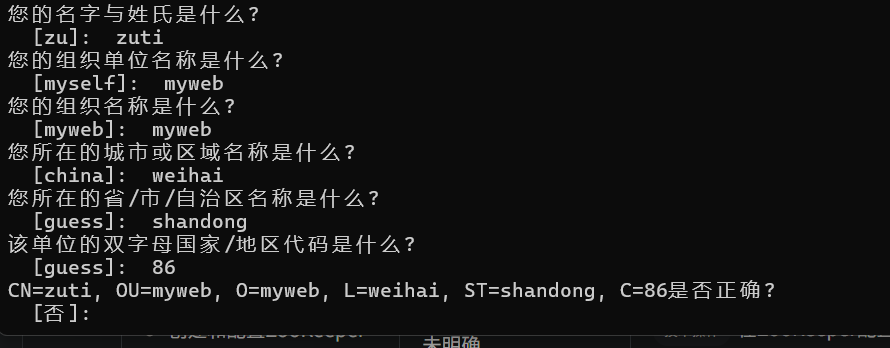 您的名字与姓氏是什么?
[zu]: zuti
您的组织单位名称是什么?
[myself]: myweb
您的组织名称是什么?
[myweb]: myweb
您所在的城市或区域名称是什么?
[china]: weihai
您所在的省/市/自治区名称是什么?
[guess]: shandong
该单位的双字母国家/地区代码是什么?
[guess]: 86
CN=zuti, OU=myweb, O=myweb, L=weihai, ST=shandong, C=86是否正确?
[否]:
未明确